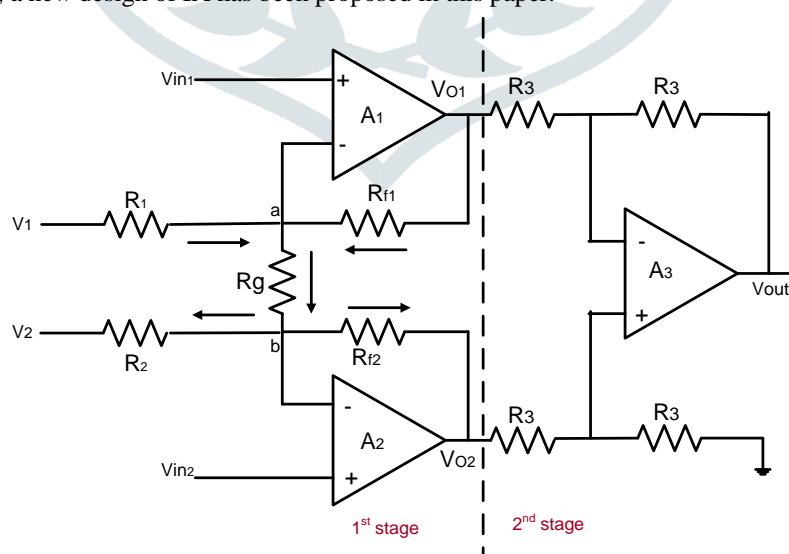 , a new design of IA has been proposed in this paper.
Vin1
+
A1
-
VO1
R3
R3
V1
R1
a
Rf1
Rg
-
A3
+
Vout
V2
R2
b
Rf2
-
A2
+
VO2
R3
R3
Vin2
1st stage
2nd stage